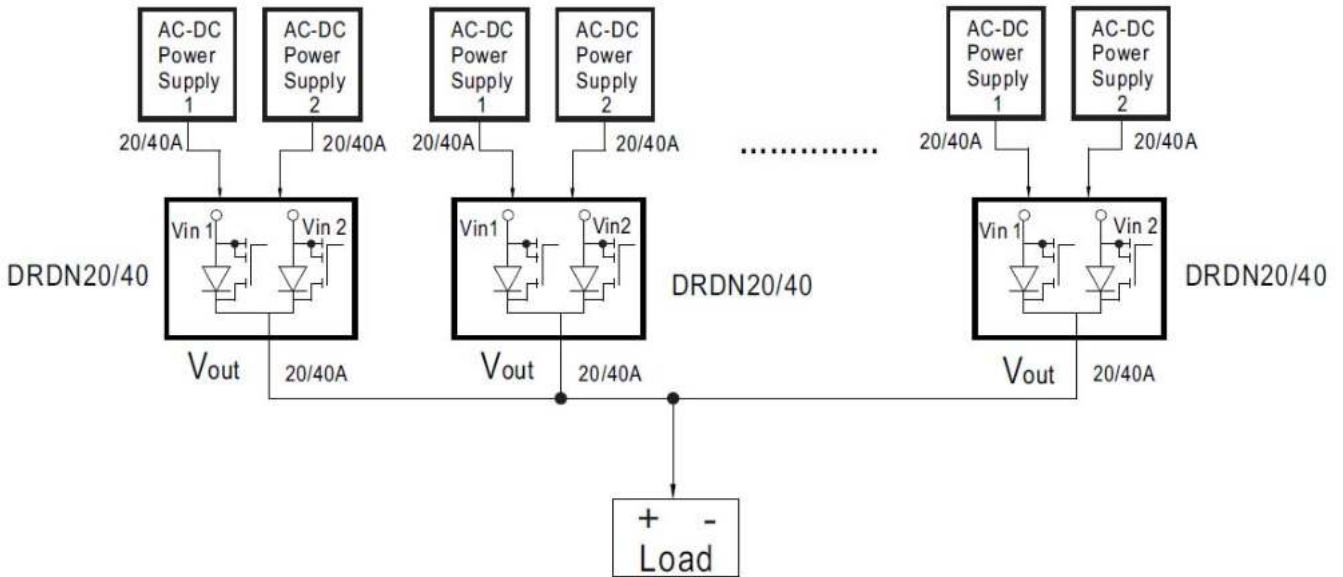 AC-DC
Power
Supply
1
AC-DC
Power
Supply
2
AC-DC
Power
Supply
1
AC-DC
Power
Supply
2
AC-DC
Power
Supply
1
AC-DC
Power
Supply
2
20/40A
20/40A
20/40A
20/40A
..............
20/40A
20/40A
Vin 1
Vin 2
Vin1
Vin2
Vin 1
Vin 2
DRDN20/40
DRDN20/40
DRDN20/40
Vout
20/40A
Vout
20/40A
Vout
20/40A
+ -
Load